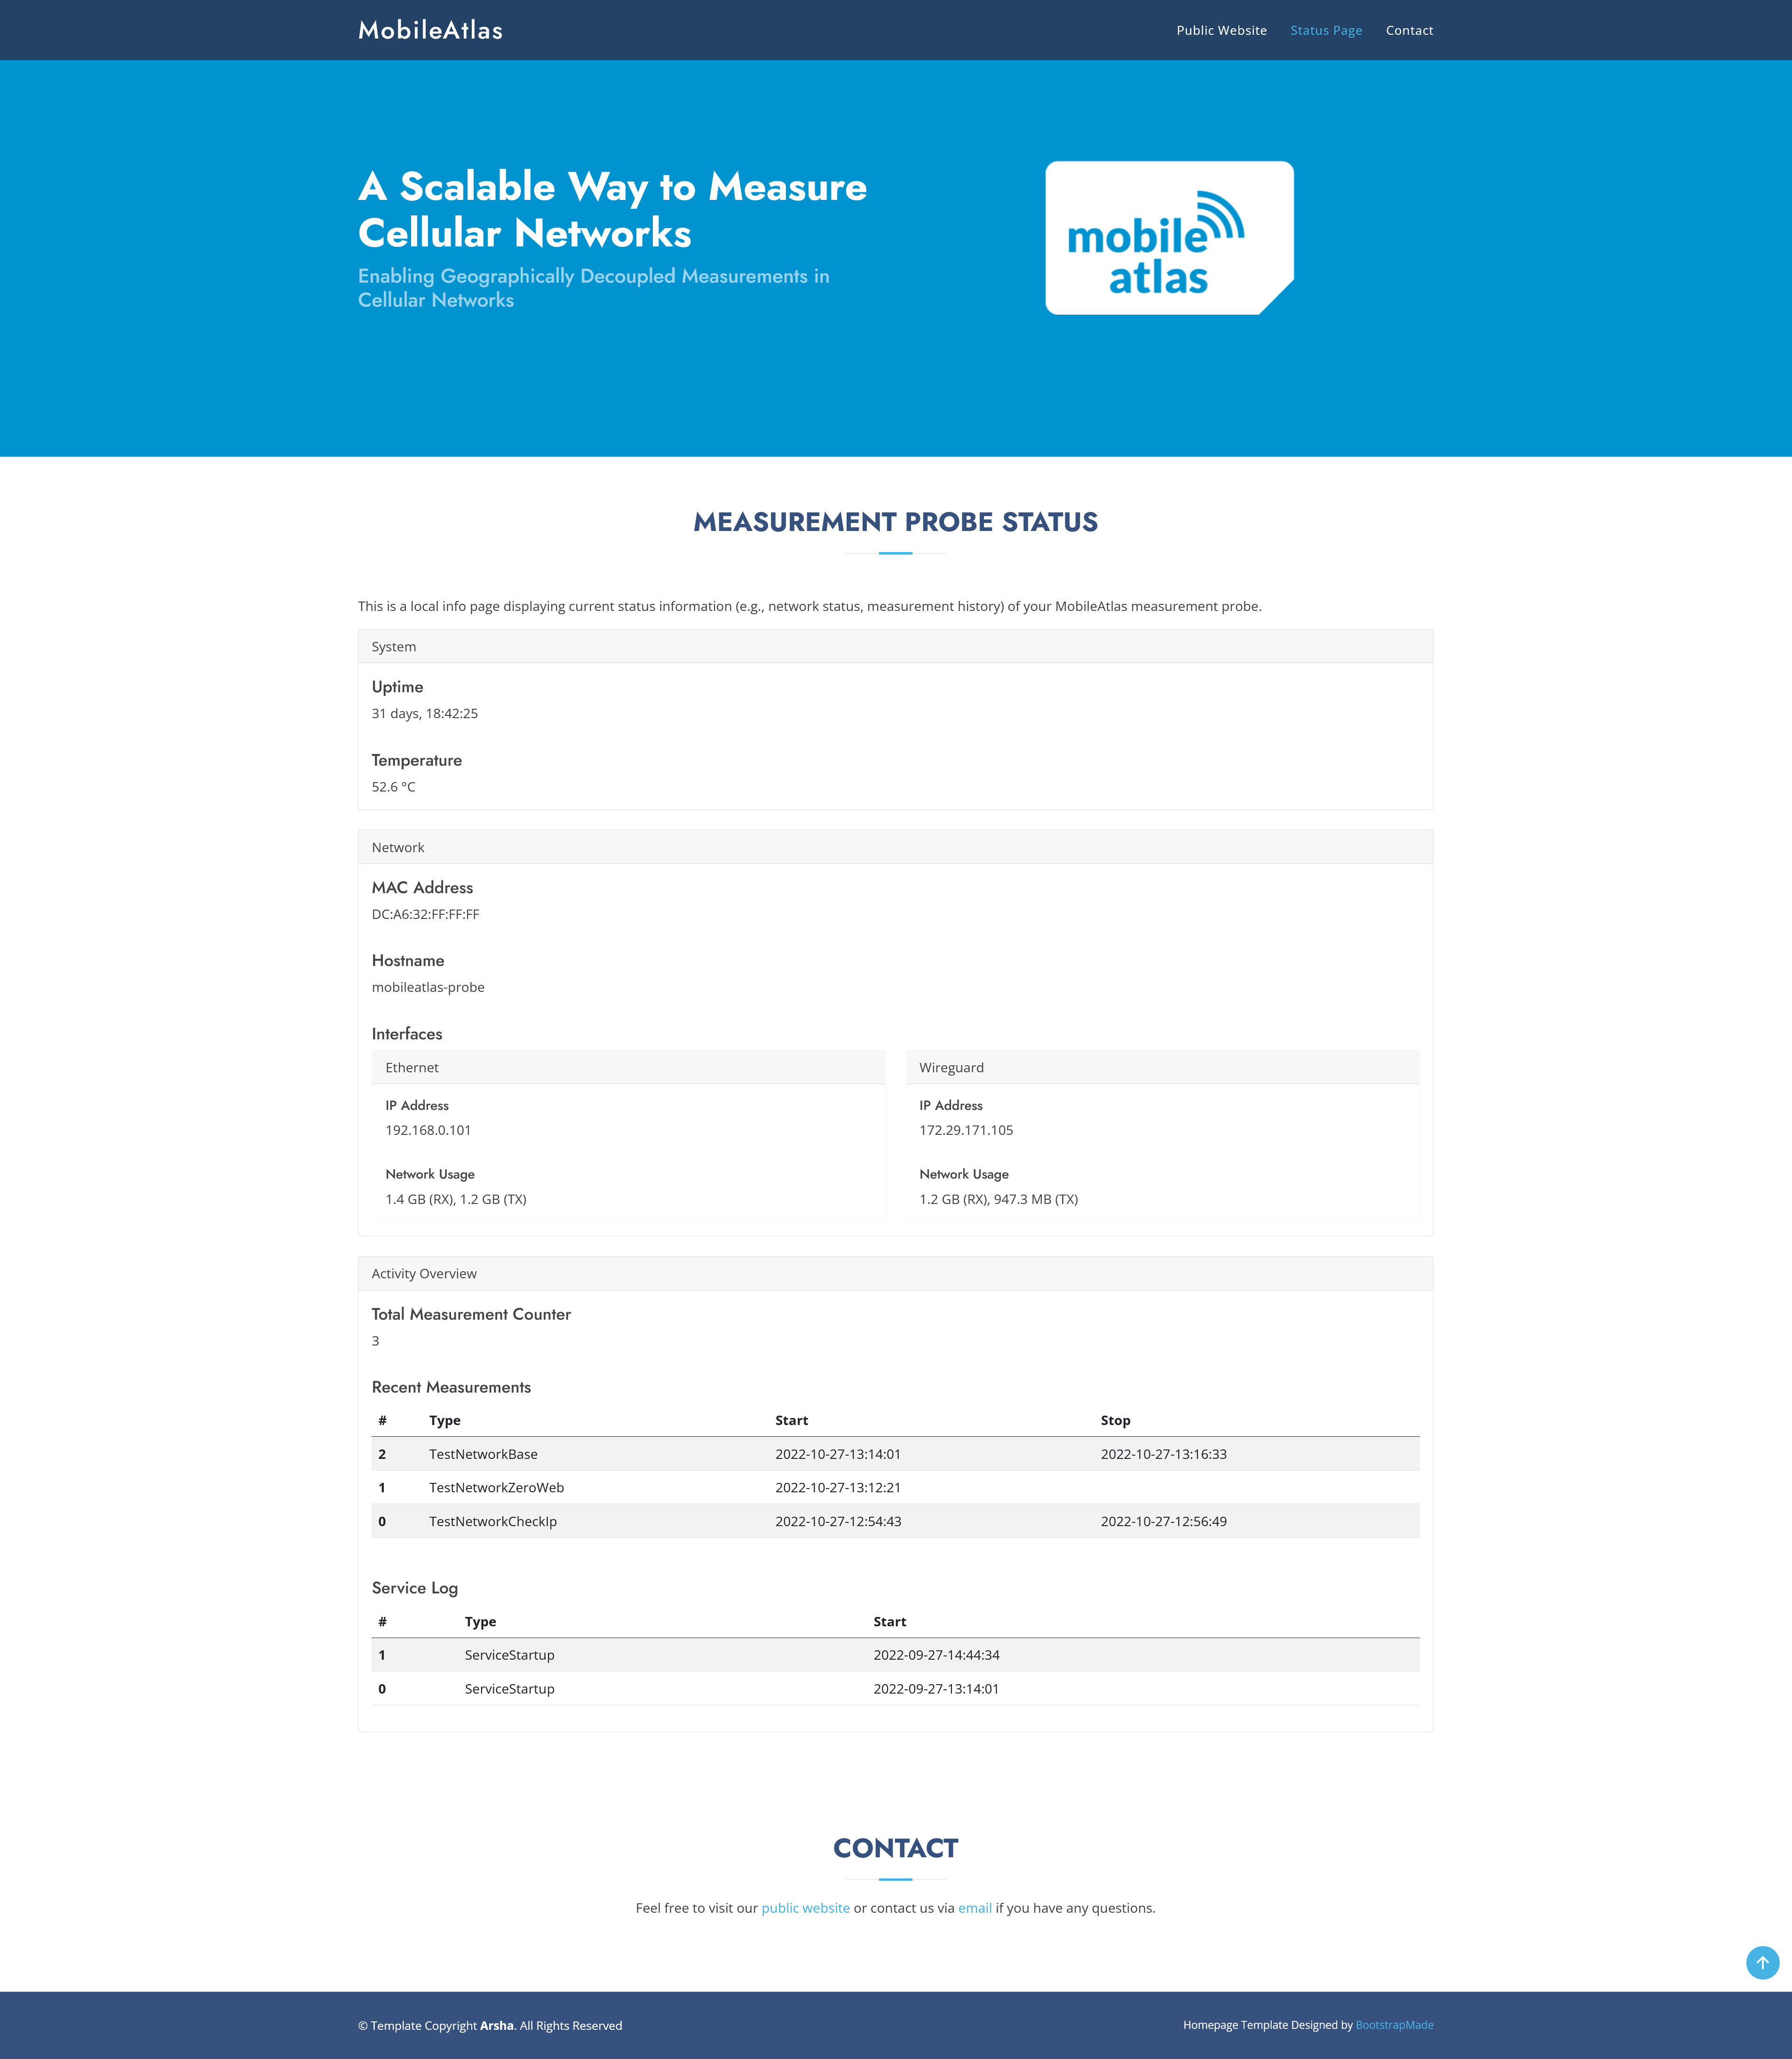 MobileAtlas
Public Website Status Page Contact
A Scalable Way to Measure
Cellular Networks
Enabling Geographically Decoupled Measurements in
Cellular Networks
mobile
atlas
MEASUREMENT PROBE STATUS
This is a local info page displaying current status information (e.g., network status, measurement history) of your MobileAtlas measurement probe.
System
Uptime
31 days, 18:42:25
Temperature
52.6 °C
Network
MAC Address
DC:A6:32:FF:FF:FF
Hostname
mobileatlas-probe
Interfaces
Ethernet
IP Address
192.168.0.101
Network Usage
1.4 GB (RX), 1.2 GB (TX)
Wireguard
IP Address
172.29.171.105
Network Usage
1.2 GB (RX), 947.3 MB (TX)
Activity Overview
Total Measurement Counter
3
Recent Measurements
# Type Start Stop
2 TestNetworkBase 2022-10-27-13:14:01 2022-10-27-13:16:33
1 TestNetworkZeroWeb 2022-10-27-13:12:21
0 TestNetworkCheckIp 2022-10-27-12:54:43 2022-10-27-12:56:49
Service Log
# Type Start
1 ServiceStartup 2022-09-27-14:44:34
0 ServiceStartup 2022-09-27-13:14:01
CONTACT
Feel free to visit our public website or contact us via email if you have any questions.
© Template Copyright Arsha. All Rights Reserved
Homepage Template Designed by BootstrapMade